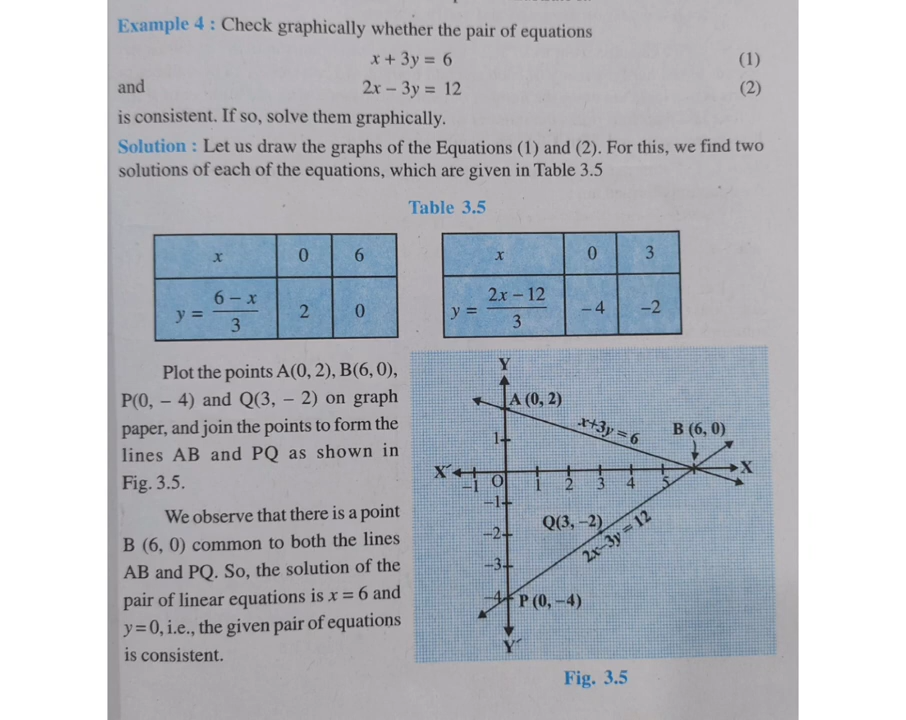 Example 4 : Check graphically whether the pair of equations
x + 3y = 6 (1)
and 2x – 3y = 12 (2)
is consistent. If so, solve them graphically.
Solution : Let us draw the graphs of the Equations (1) and (2). For this, we find two
solutions of each of the equations, which are given in Table 3.5
Table 3.5
x 0 6
y = (6 – x)/3 2 0
x 0 3
y = (2x – 12)/3 – 4 –2
Plot the points A(0, 2), B(6, 0),
P(0, – 4) and Q(3, – 2) on graph
paper, and join the points to form the
lines AB and PQ as shown in
Fig. 3.5.
We observe that there is a point
B (6, 0) common to both the lines
AB and PQ. So, the solution of the
pair of linear equations is x = 6 and
y = 0, i.e., the given pair of equations
is consistent.
Y
A (0, 2)
x+3y = 6
B (6, 0)
1
X´ –1 O 1 2 3 4 5 X
–1
Q(3, –2)
–2
2x–3y = 12
–3
–4 P (0, –4)
Y´
Fig. 3.5